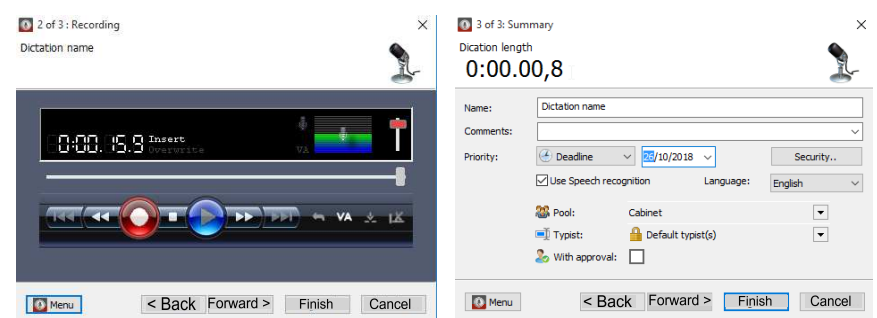 2 of 3 : Recording
Dictation name
0:00. 15.9 Insert
Overwrite
VA
VA
Menu
< Back Forward > Finish Cancel
3 of 3: Summary
Dication length
0:00.00,8
Name: Dictation name
Comments:
Priority: Deadline 26/10/2018 Security..
Use Speech recognition Language: English
Pool: Cabinet
Typist: Default typist(s)
With approval:
Menu
< Back Forward > Finish Cancel